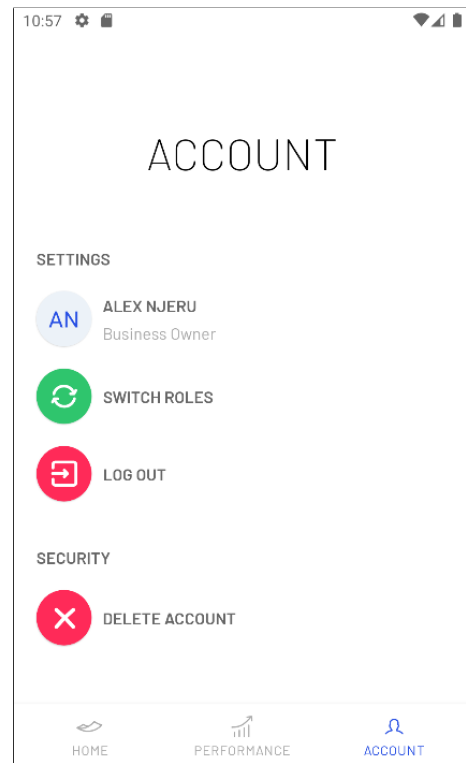 10:57
ACCOUNT
SETTINGS
AN
ALEX NJERU
Business Owner
SWITCH ROLES
LOG OUT
SECURITY
DELETE ACCOUNT
HOME PERFORMANCE ACCOUNT